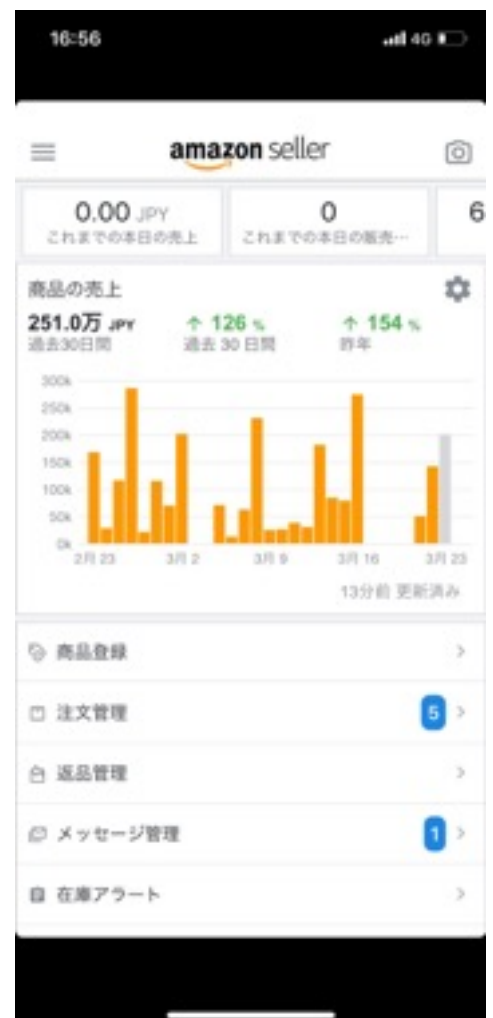 16:56
4G
amazon seller
0.00 JPY
これまでの本日の売上
0
これまでの本日の販売…
6
商品の売上
251.0万 JPY
過去30日間
↑ 126 %
過去 30 日間
↑ 154 %
昨年
300k
250k
200k
150k
100k
50k
0k
2月 23
3月 2
3月 9
3月 16
3月 23
13分前 更新済み
商品登録
注文管理
5
返品管理
メッセージ管理
1
在庫アラート